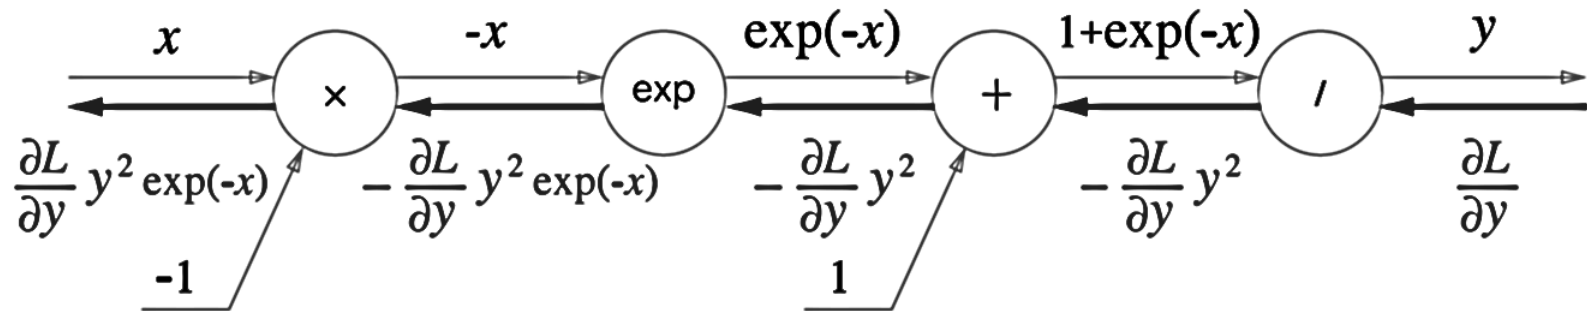 x -x exp(-x) 1+exp(-x) y
× exp + /
∂L/∂y y² exp(-x) - ∂L/∂y y² exp(-x) - ∂L/∂y y² - ∂L/∂y y² ∂L/∂y
-1 1